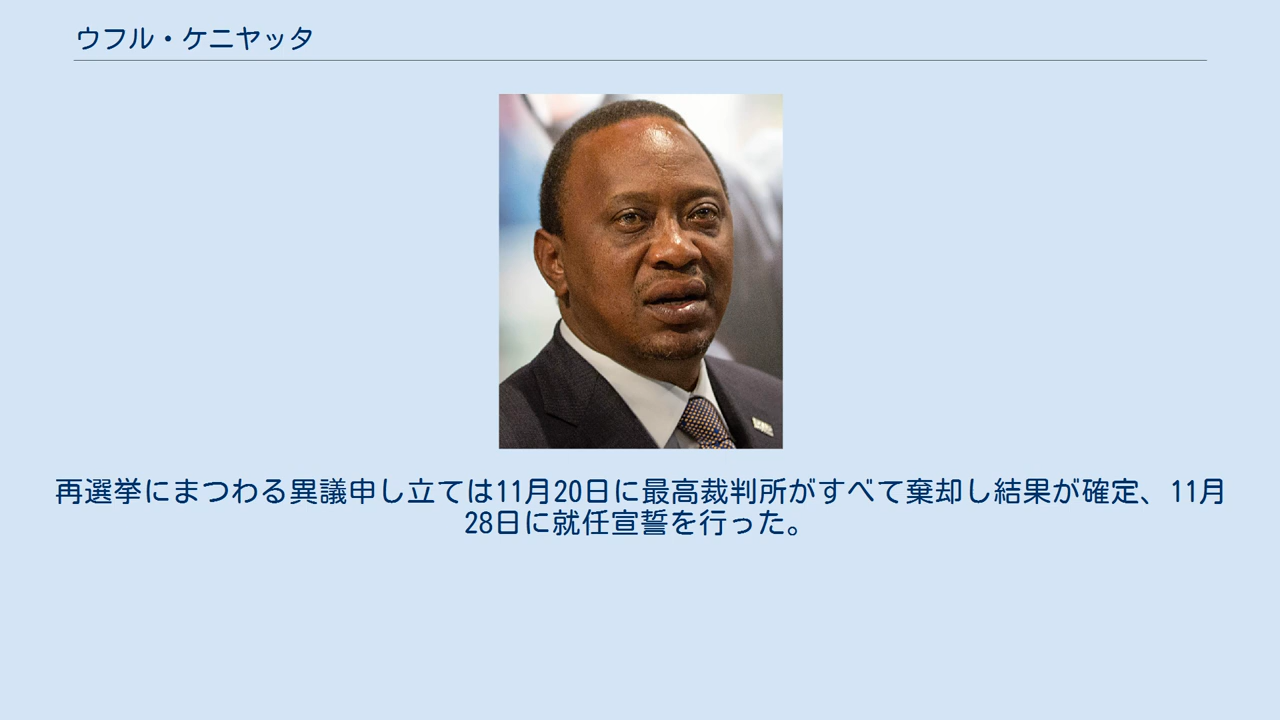 ウフル・ケニヤッタ
再選挙にまつわる異議申し立ては11月20日に最高裁判所がすべて棄却し結果が確定、11月
28日に就任宣誓を行った。